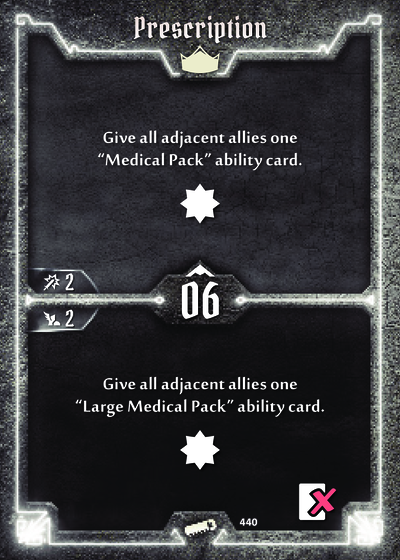 Prescription
Give all adjacent allies one
“Medical Pack” ability card.
2
06
2
Give all adjacent allies one
“Large Medical Pack” ability card.
440